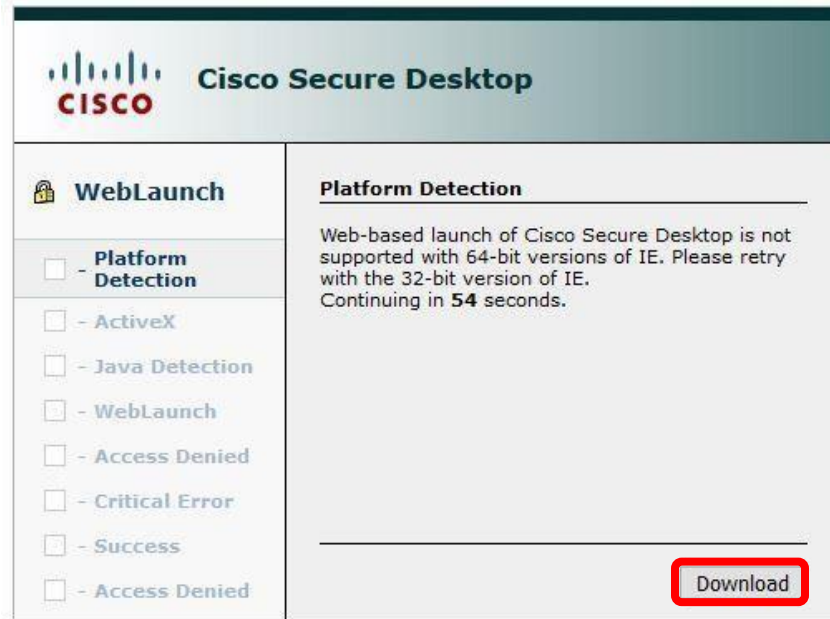 CISCO
Cisco Secure Desktop
WebLaunch
- Platform
Detection
- ActiveX
- Java Detection
- WebLaunch
- Access Denied
- Critical Error
- Success
- Access Denied
Platform Detection
Web-based launch of Cisco Secure Desktop is not
supported with 64-bit versions of IE. Please retry
with the 32-bit version of IE.
Continuing in 54 seconds.
Download